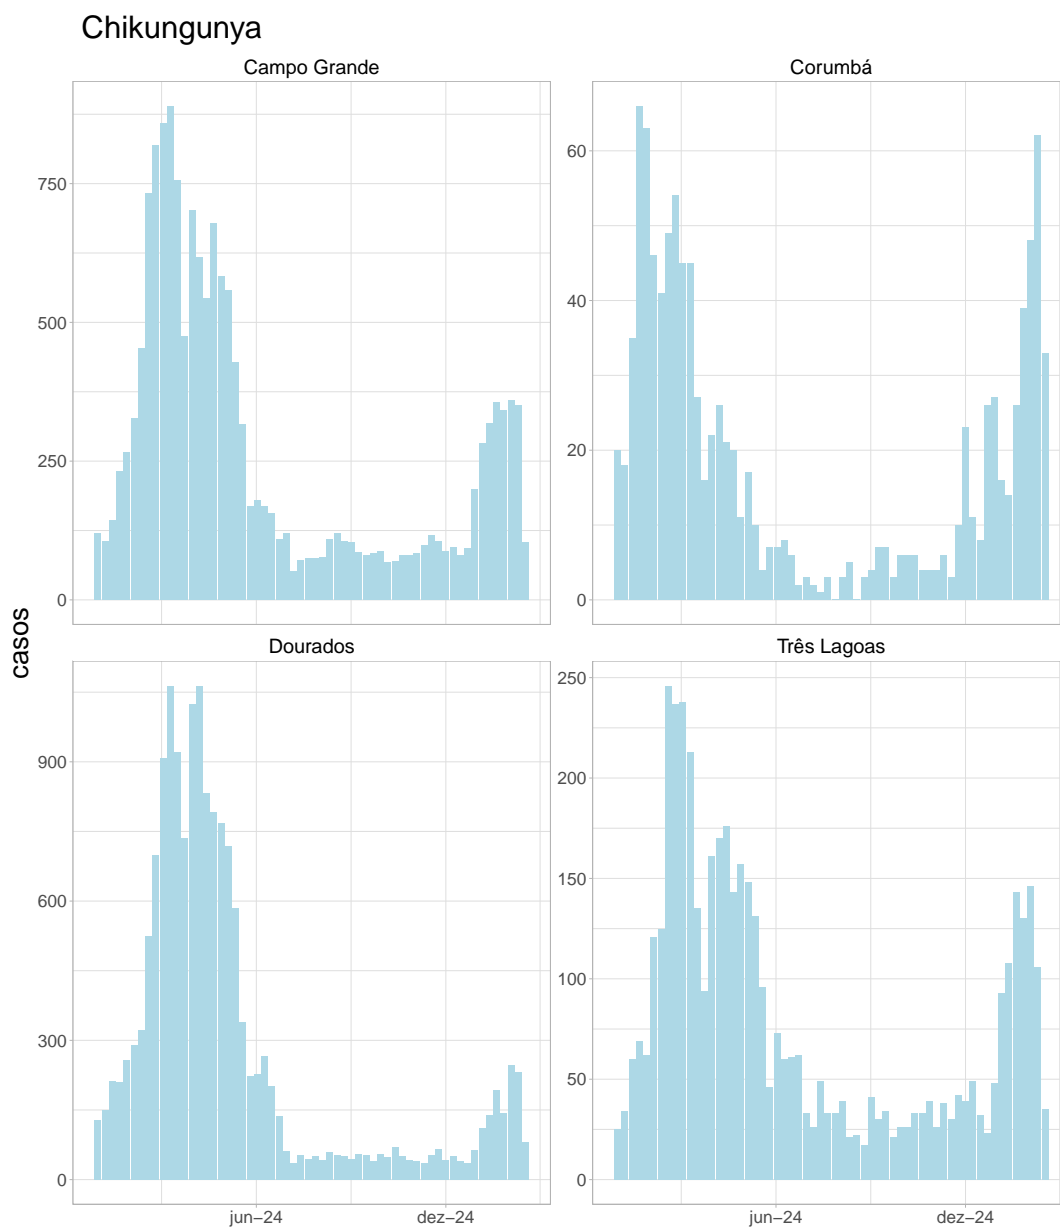 Chikungunya
Campo Grande
Corumbá
750
500
250
0
60
40
20
0
casos
Dourados
Três Lagoas
900
600
300
0
250
200
150
100
50
0
jun–24
dez–24
jun–24
dez–24